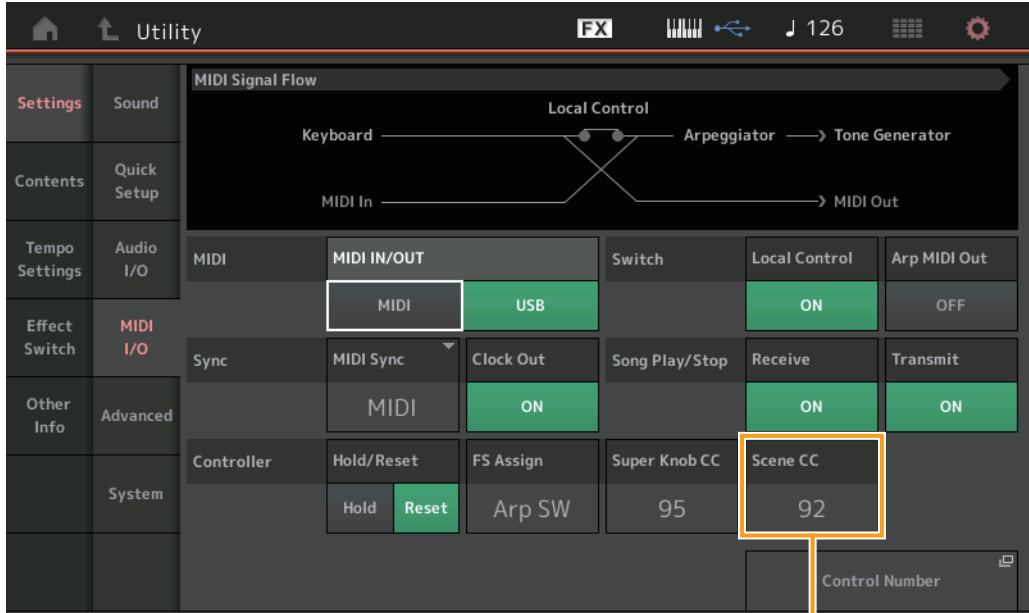 Utility
FX
126
Settings
Sound
MIDI Signal Flow
Local Control
Keyboard
Arpeggiator
Tone Generator
MIDI In
MIDI Out
Contents
Quick
Setup
Tempo
Settings
Audio
I/O
MIDI
MIDI IN/OUT
Switch
Local Control
Arp MIDI Out
MIDI
USB
ON
OFF
Effect
Switch
MIDI
I/O
Sync
MIDI Sync
Clock Out
Song Play/Stop
Receive
Transmit
MIDI
ON
ON
ON
Other
Info
Advanced
Controller
Hold/Reset
FS Assign
Super Knob CC
Scene CC
System
Hold
Reset
Arp SW
95
92
Control Number